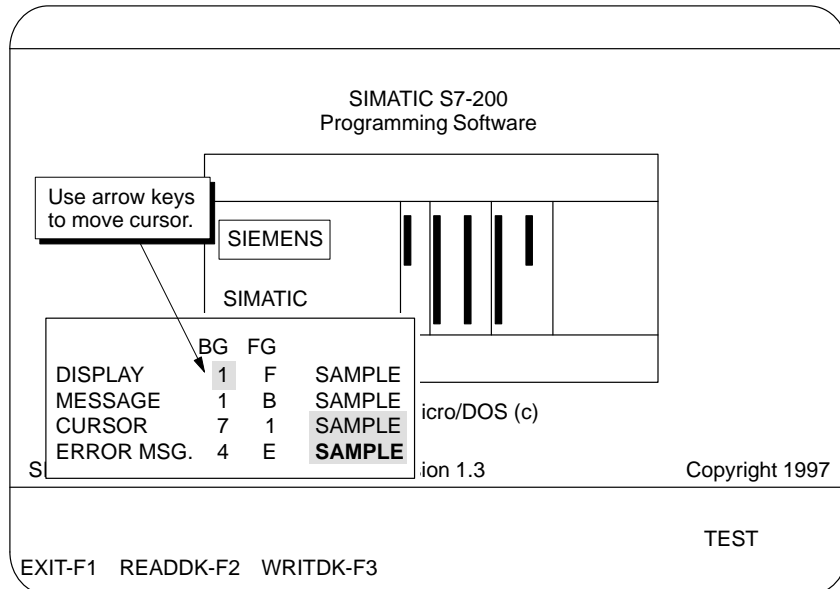 SIMATIC S7-200
Programming Software
Use arrow keys
to move cursor.
SIEMENS
SIMATIC
BG FG
DISPLAY 1 F SAMPLE
MESSAGE 1 B SAMPLE
CURSOR 7 1 SAMPLE
ERROR MSG. 4 E SAMPLE
icro/DOS (c)
ion 1.3
Copyright 1997
TEST
EXIT-F1 READDK-F2 WRITDK-F3